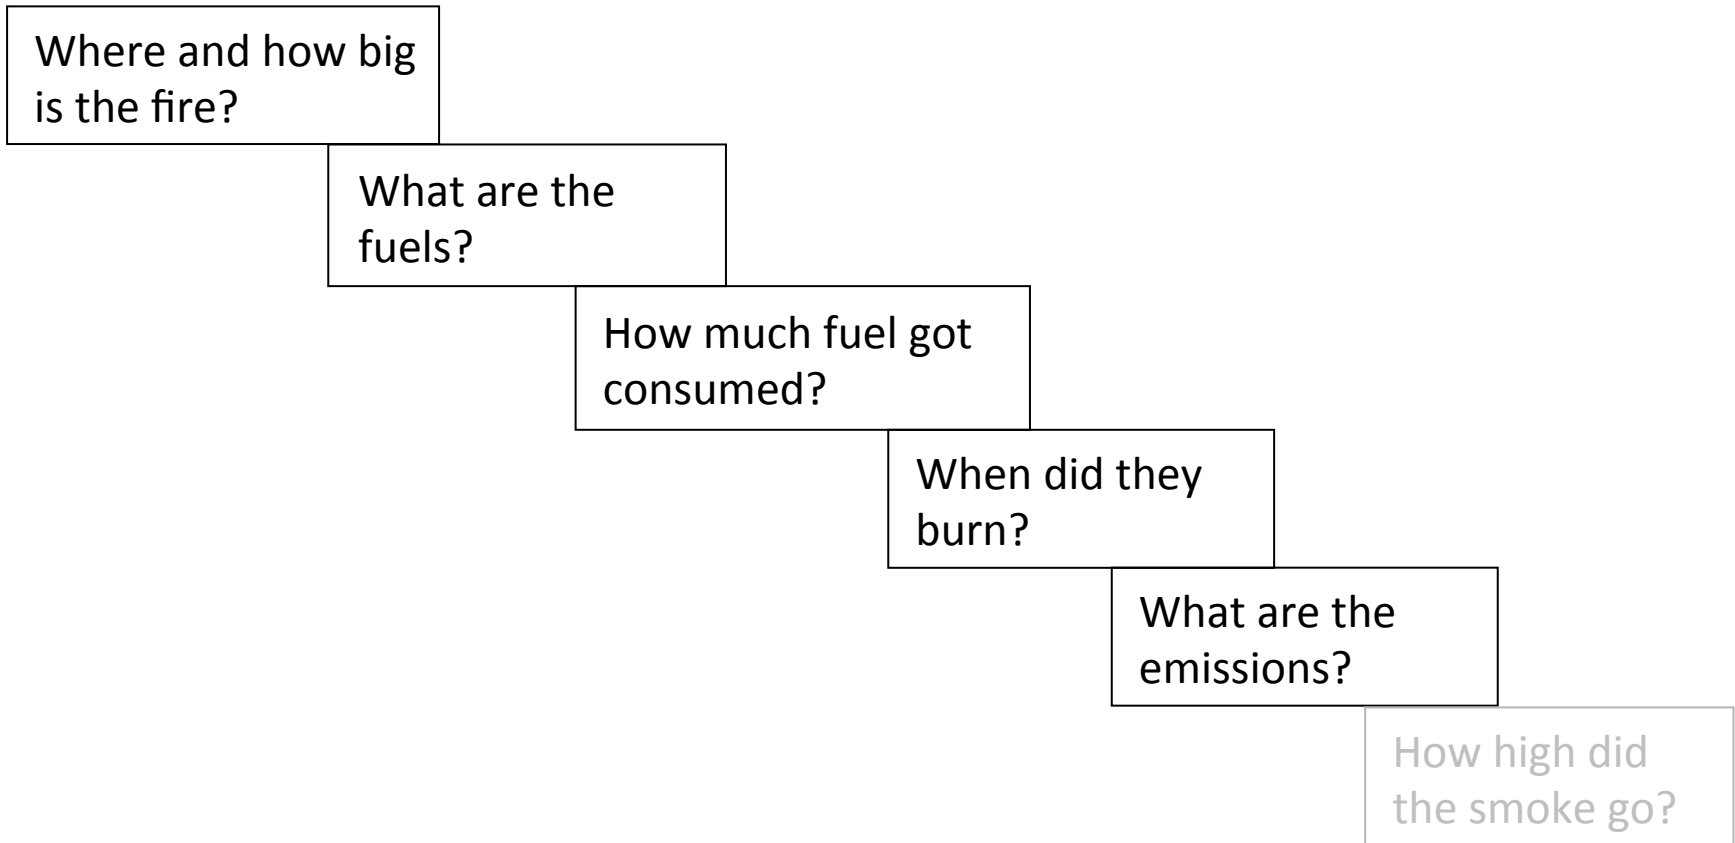 Where and how big
is the fire?
What are the
fuels?
How much fuel got
consumed?
When did they
burn?
What are the
emissions?
How high did
the smoke go?